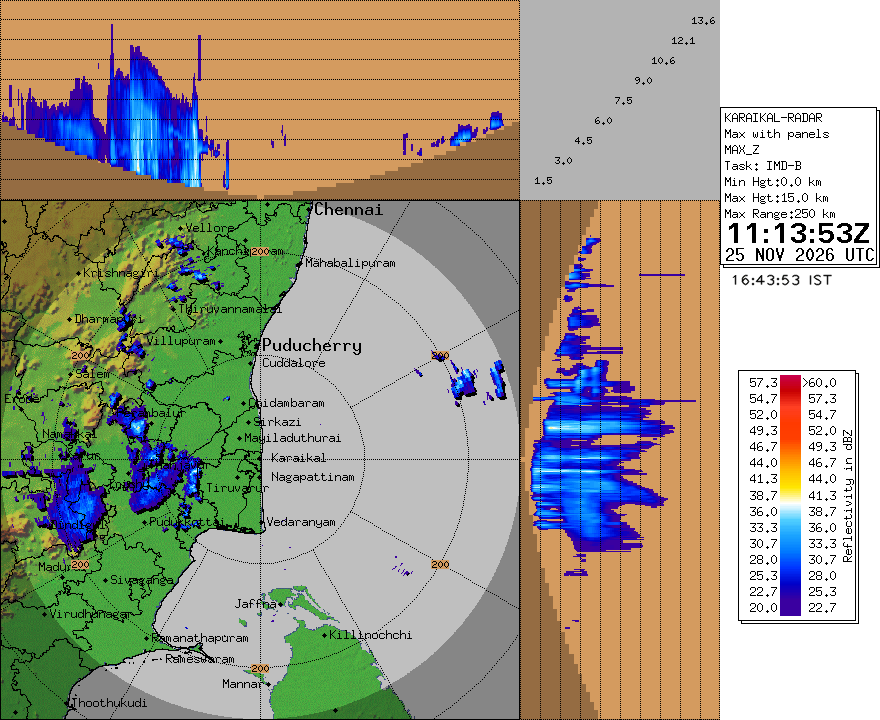 13.6
12.1
10.6
9.0
7.5
6.0
4.5
3.0
1.5
KARAIKAL-RADAR
Max with panels
MAX_Z
Task: IMD-B
Min Hgt:0.0 km
Max Hgt:15.0 km
Max Range:250 km
11:13:53Z
25 NOV 2026 UTC
16:43:53 IST
Chennai
Vellore
200
Mahabalipuram
Krishnagiri
Thiruvannamalai
Villupuram
Puducherry
200
Cuddalore
Salem
Chidambaram
Sirkazi
Mayiladuthurai
Karaikal
Nagapattinam
Tiruvarur
Pudukkottai
Vedaranyam
200
200
Sivaganga
Jaffna
Virudhunagar
Ramanathapuram
Killinochchi
Rameswaram
200
Mannar
Thoothukudi
57.3 >60.0
54.7 57.3
52.0 54.7
49.3 52.0
46.7 49.3
44.0 46.7
41.3 44.0
38.7 41.3
36.0 38.7
33.3 36.0
30.7 33.3
28.0 30.7
25.3 28.0
22.7 25.3
20.0 22.7
Reflectivity in dBZ